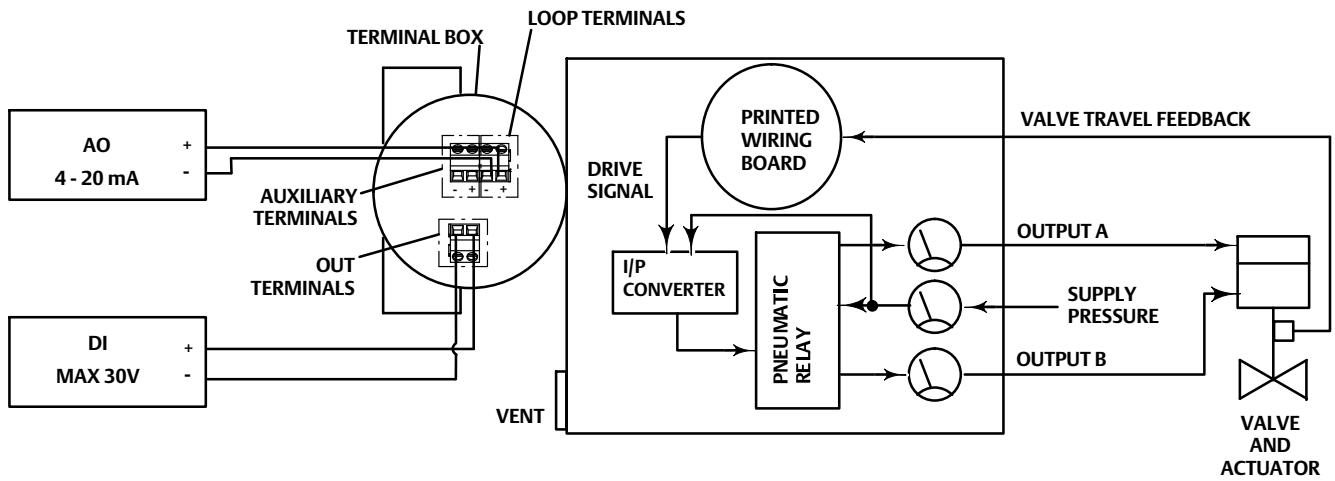 LOOP TERMINALS
TERMINAL BOX
AO
4 - 20 mA
+
-
AUXILIARY
TERMINALS
- + - +
OUT
TERMINALS
DI
MAX 30V
+
-
VENT
PRINTED
WIRING
BOARD
DRIVE
SIGNAL
I/P
CONVERTER
PNEUMATIC
RELAY
VALVE TRAVEL FEEDBACK
OUTPUT A
SUPPLY
PRESSURE
OUTPUT B
VALVE
AND
ACTUATOR